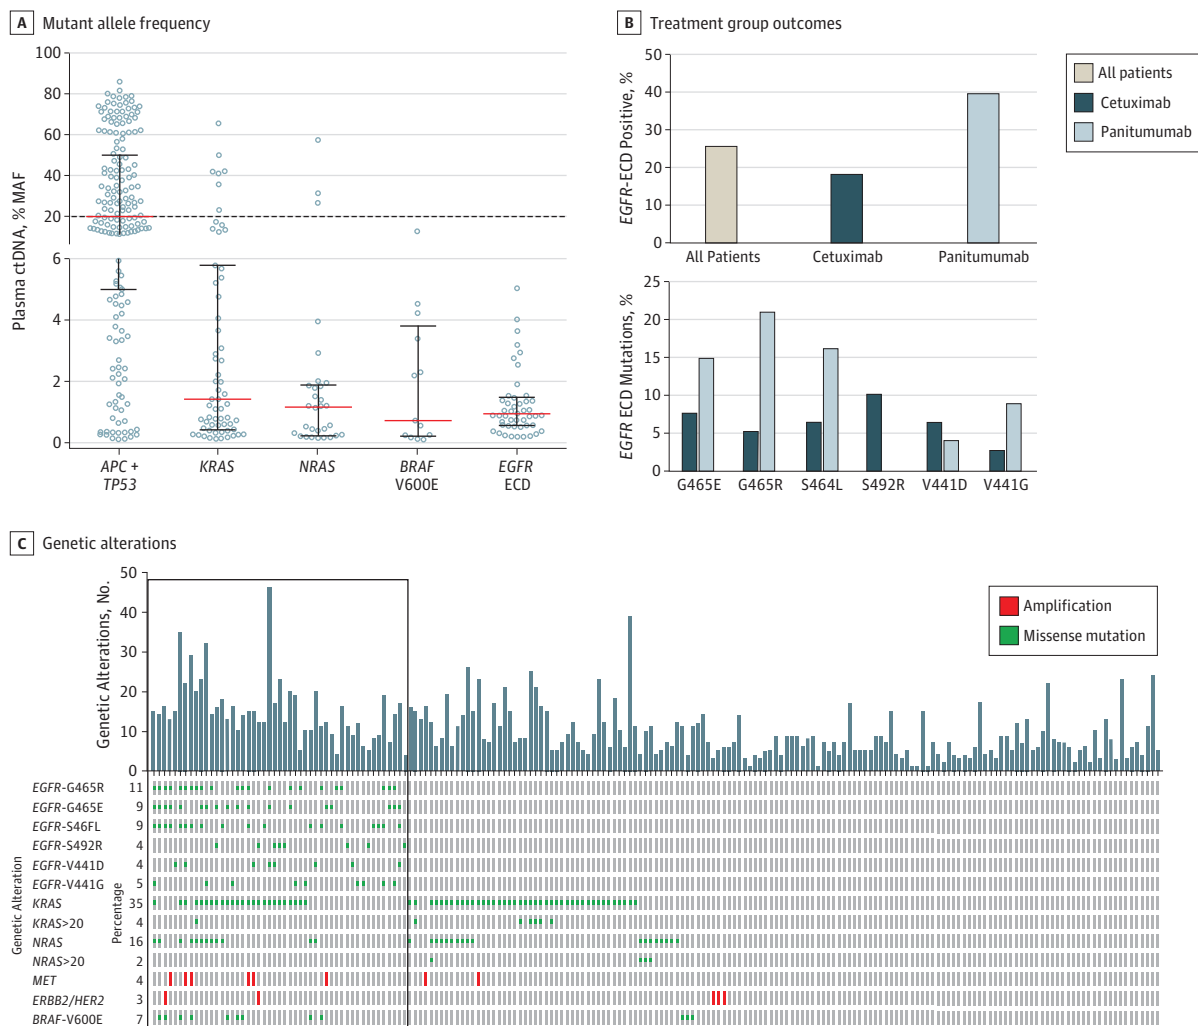 A Mutant allele frequency
100
80
60
40
20
6
4
2
0
Plasma ctDNA, % MAF
APC + TP53
KRAS
NRAS
BRAF V600E
EGFR ECD
B Treatment group outcomes
50
40
30
20
10
0
EGFR-ECD Positive, %
All Patients
Cetuximab
Panitumumab
All patients
Cetuximab
Panitumumab
25
20
15
10
5
0
EGFR ECD Mutations, %
G465E
G465R
S464L
S492R
V441D
V441G
C Genetic alterations
50
40
30
20
10
0
Genetic Alterations, No.
Amplification
Missense mutation
Genetic Alteration
Percentage
EGFR-G465R 11
EGFR-G465E 9
EGFR-S46FL 9
EGFR-S492R 4
EGFR-V441D 4
EGFR-V441G 5
KRAS 35
KRAS>20 4
NRAS 16
NRAS>20 2
MET 4
ERBB2/HER2 3
BRAF-V600E 7